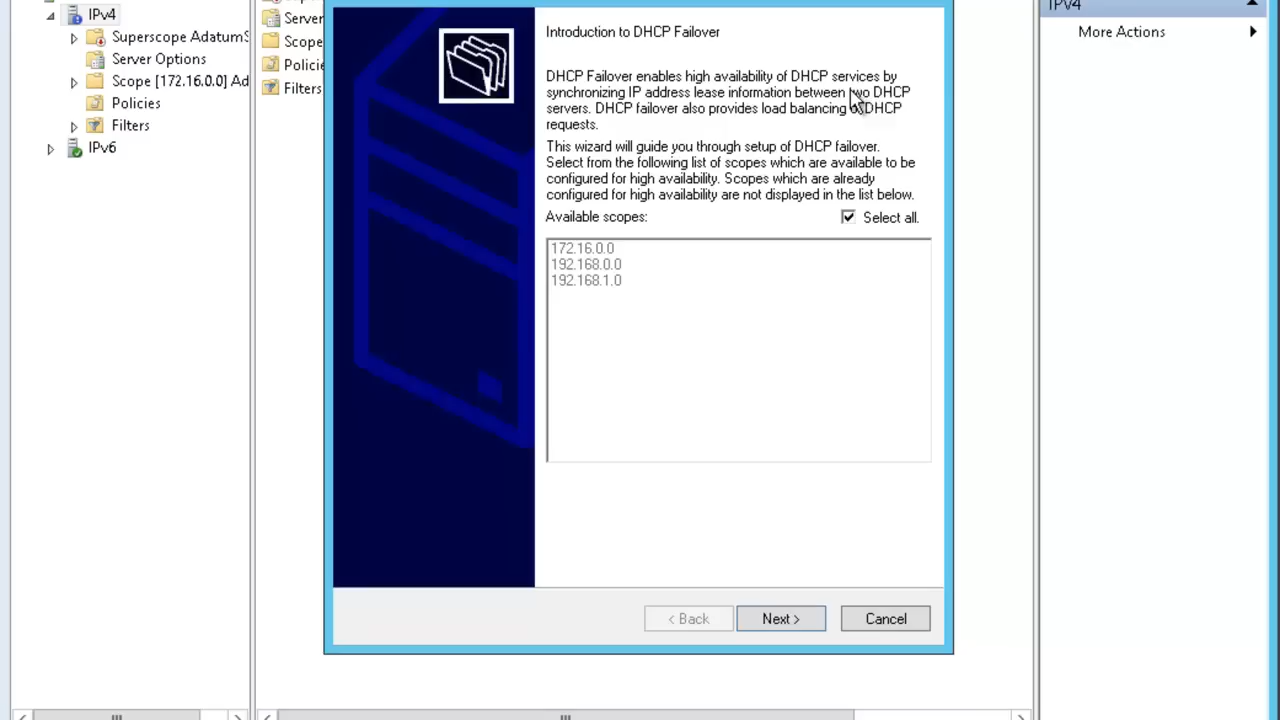 IPv4
Superscope AdatumS
Server Options
Scope [172.16.0.0] Ad
Policies
Filters
IPv6
Server
Scope
Policie
Filters
Introduction to DHCP Failover
DHCP Failover enables high availability of DHCP services by
synchronizing IP address lease information between two DHCP
servers. DHCP failover also provides load balancing of DHCP
requests.
This wizard will guide you through setup of DHCP failover.
Select from the following list of scopes which are available to be
configured for high availability. Scopes which are already
configured for high availability are not displayed in the list below.
Available scopes:
Select all.
172.16.0.0
192.168.0.0
192.168.1.0
< Back
Next >
Cancel
IPv4
More Actions